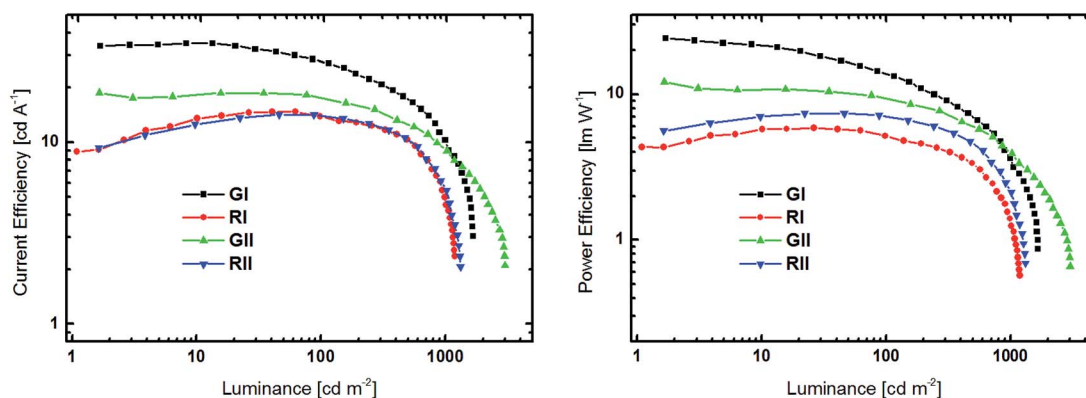 Current Efficiency [cd A⁻¹]
10
1
GI
RI
GII
RII
1 10 100 1000
Luminance [cd m⁻²]
Power Efficiency [lm W⁻¹]
10
1
GI
RI
GII
RII
1 10 100 1000
Luminance [cd m⁻²]